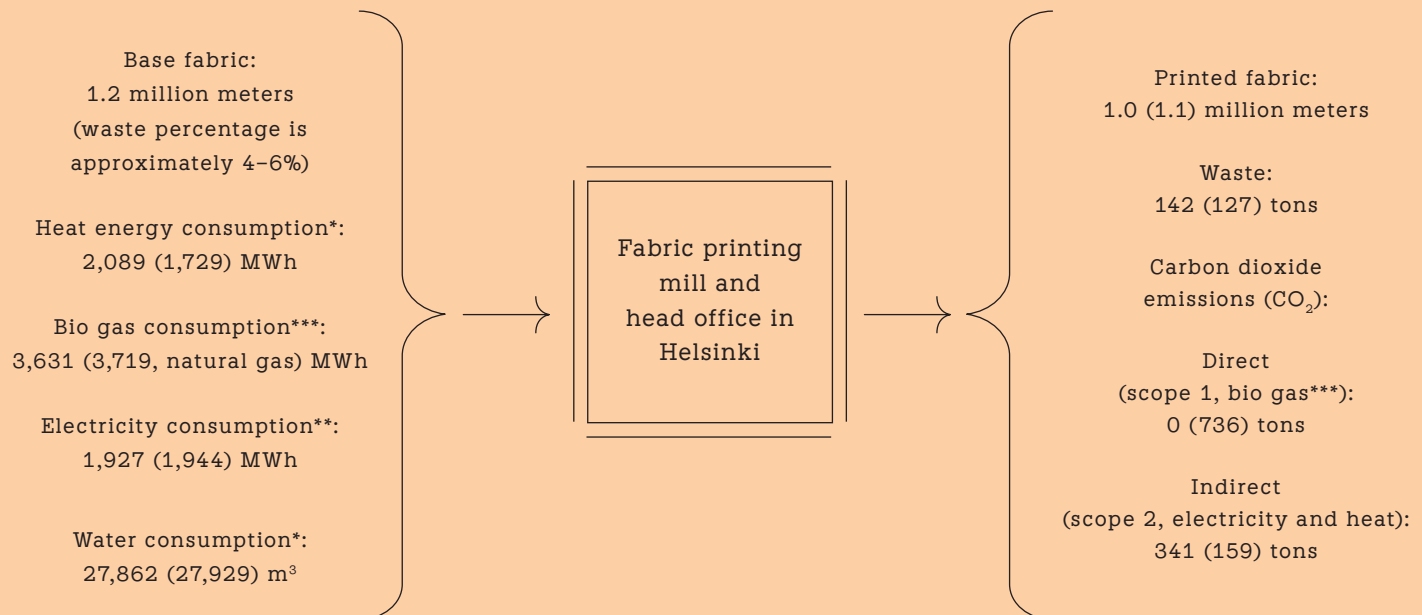 Base fabric:
1.2 million meters
(waste percentage is
approximately 4–6%)
Heat energy consumption*:
2,089 (1,729) MWh
Bio gas consumption***:
3,631 (3,719, natural gas) MWh
Electricity consumption**:
1,927 (1,944) MWh
Water consumption*:
27,862 (27,929) m³
Fabric printing
mill and
head office in
Helsinki
Printed fabric:
1.0 (1.1) million meters
Waste:
142 (127) tons
Carbon dioxide
emissions (CO₂):
Direct
(scope 1, bio gas***):
0 (736) tons
Indirect
(scope 2, electricity and heat):
341 (159) tons